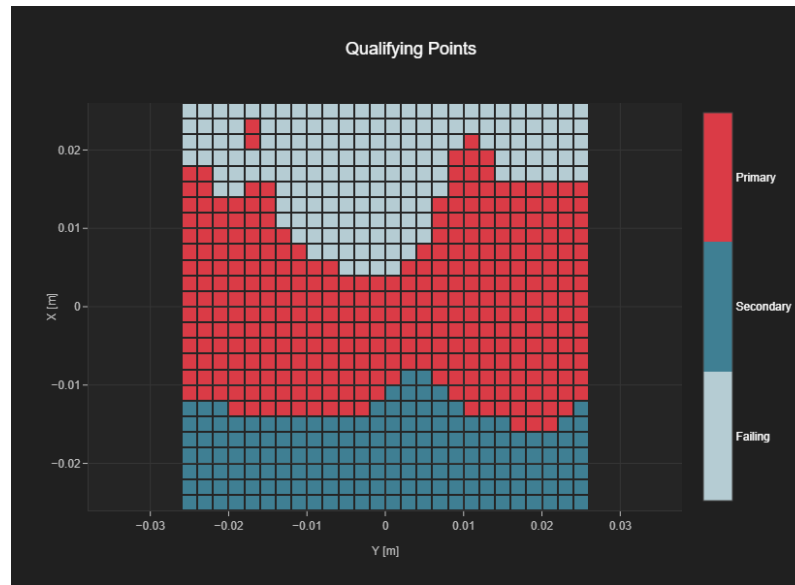 Qualifying Points
0.02
0.01
0
−0.01
−0.02
X [m]
−0.03
−0.02
−0.01
0
0.01
0.02
0.03
Y [m]
Primary
Secondary
Failing